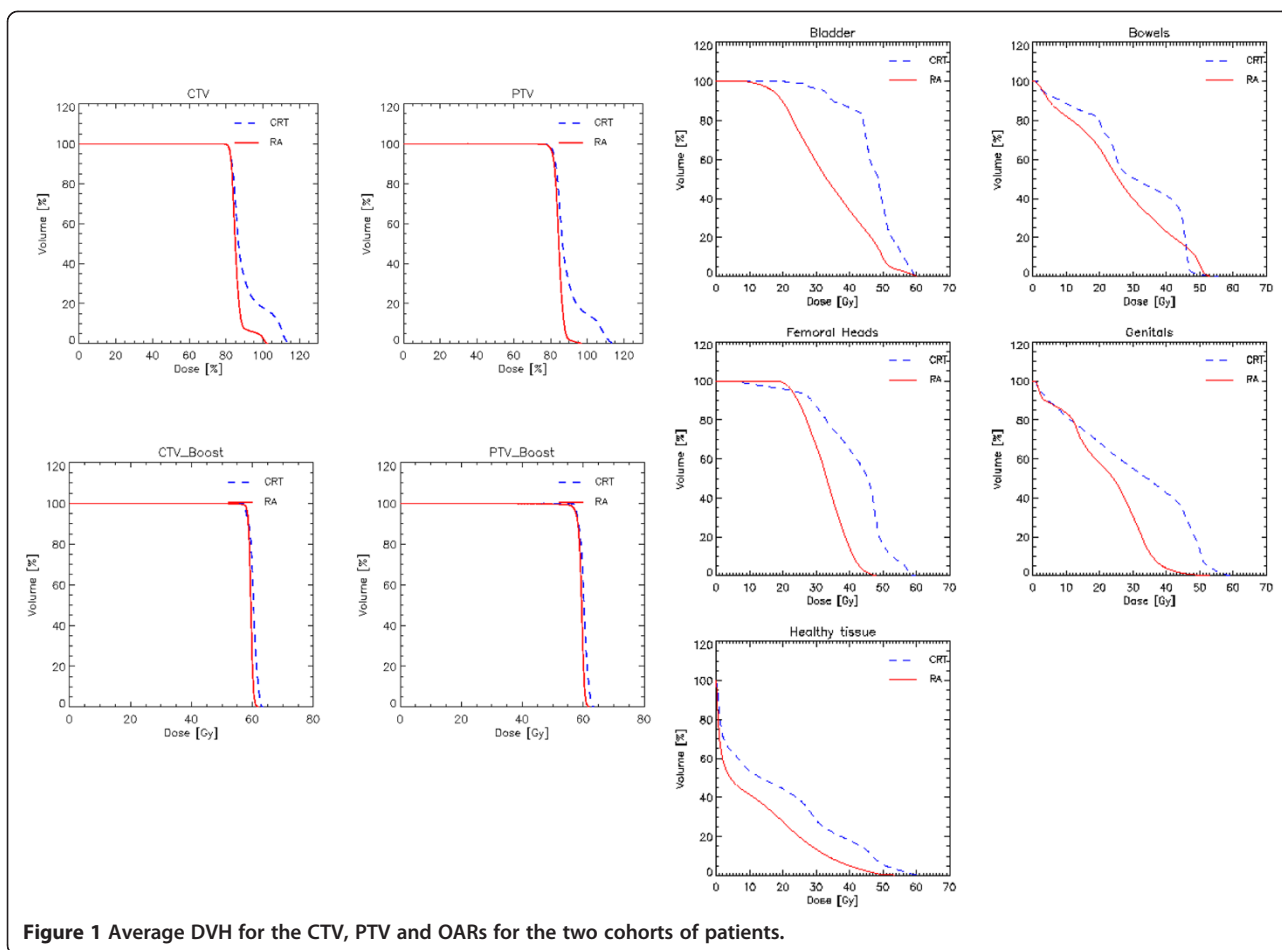 CTV
120
100
80
60
40
20
0
Volume [%]
CRT
RA
0 20 40 60 80 100 120
Dose [%]
PTV
120
100
80
60
40
20
0
Volume [%]
CRT
RA
0 20 40 60 80 100 120
Dose [%]
CTV_Boost
120
100
80
60
40
20
0
Volume [%]
CRT
RA
0 20 40 60 80
Dose [Gy]
PTV_Boost
120
100
80
60
40
20
0
Volume [%]
CRT
RA
0 20 40 60 80
Dose [Gy]
Bladder
120
100
80
60
40
20
0
Volume [%]
CRT
RA
0 10 20 30 40 50 60 70
Dose [Gy]
Bowels
120
100
80
60
40
20
0
Volume [%]
CRT
RA
0 10 20 30 40 50 60 70
Dose [Gy]
Femoral Heads
120
100
80
60
40
20
0
Volume [%]
CRT
RA
0 10 20 30 40 50 60 70
Dose [Gy]
Genitals
120
100
80
60
40
20
0
Volume [%]
CRT
RA
0 10 20 30 40 50 60 70
Dose [Gy]
Healthy tissue
120
100
80
60
40
20
0
Volume [%]
CRT
RA
0 10 20 30 40 50 60 70
Dose [Gy]
Figure 1 Average DVH for the CTV, PTV and OARs for the two cohorts of patients.